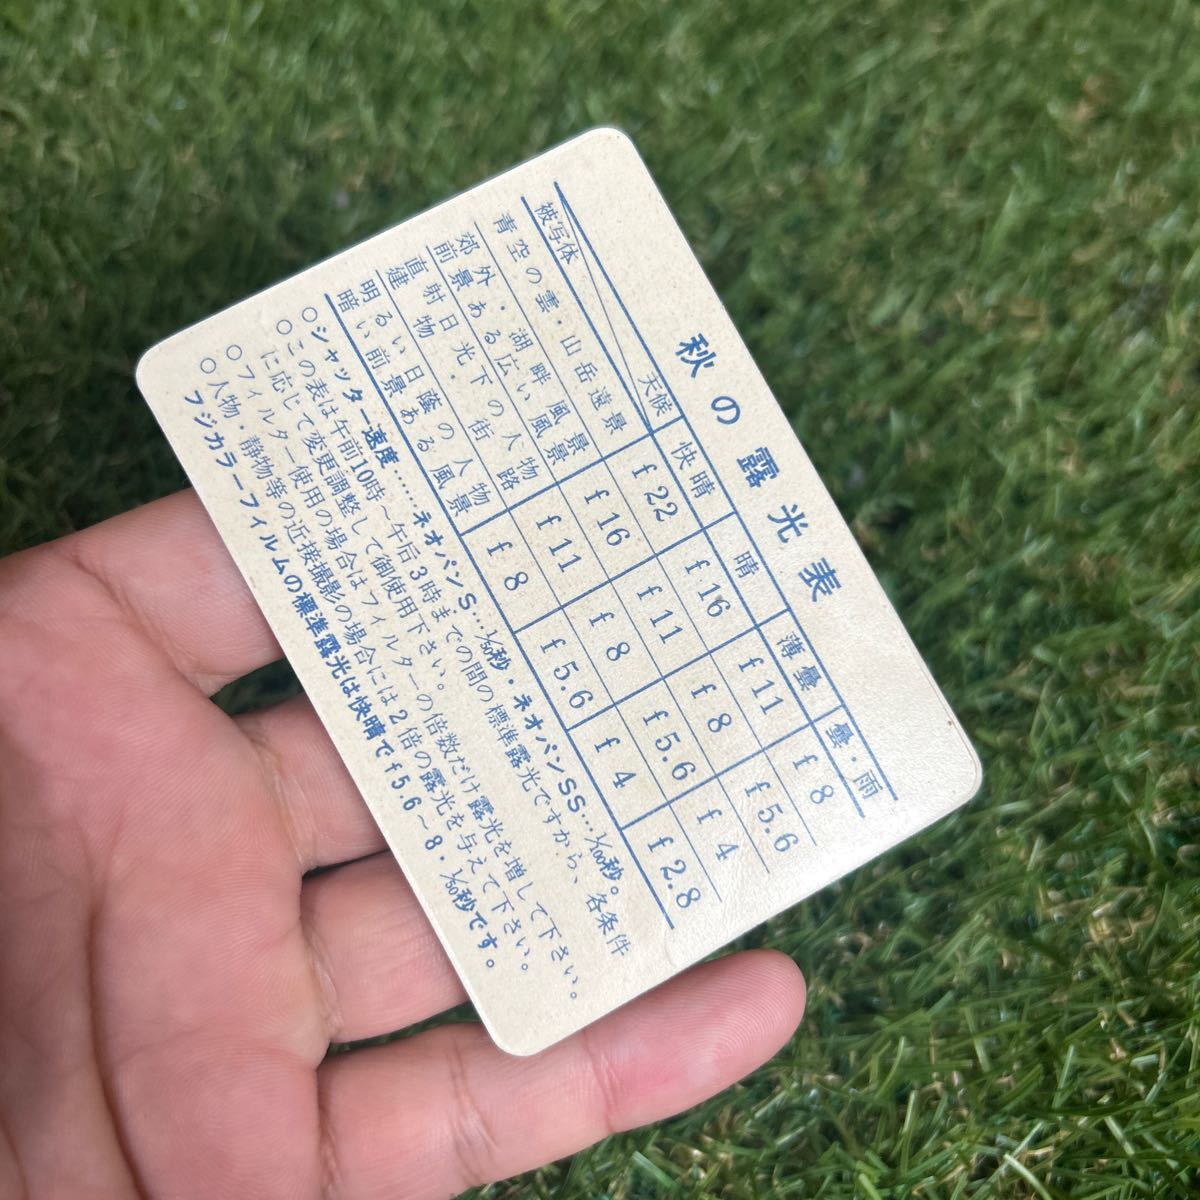 秋の露光表
被写体 天候 快晴 晴 薄曇 曇・雨
青空の雲・山岳遠景 f 22 f 16 f 11 f 8
郊外・湖畔風景
前景ある広い風景 f 16 f 11 f 8 f 5.6
直射日光下の人物
建物・街路 f 11 f 8 f 5.6 f 4
明るい日陰の人物
暗い前景ある風景 f 8 f 5.6 f 4 f 2.8
○シャッター速度……ネオパンS…1/50秒・ネオパンSS…1/100秒。
○この表は午前10時～午后3時までの間の標準露光ですから、各条件
に応じて変更調整して御使用下さい。
○フィルター使用の場合はフィルターの倍数だけ露光を増して下さい。
○人物・静物等の近接撮影の場合には2倍の露光を与えて下さい。
フジカラーフィルムの標準露光は快晴でf5.6～8・1/50秒です。